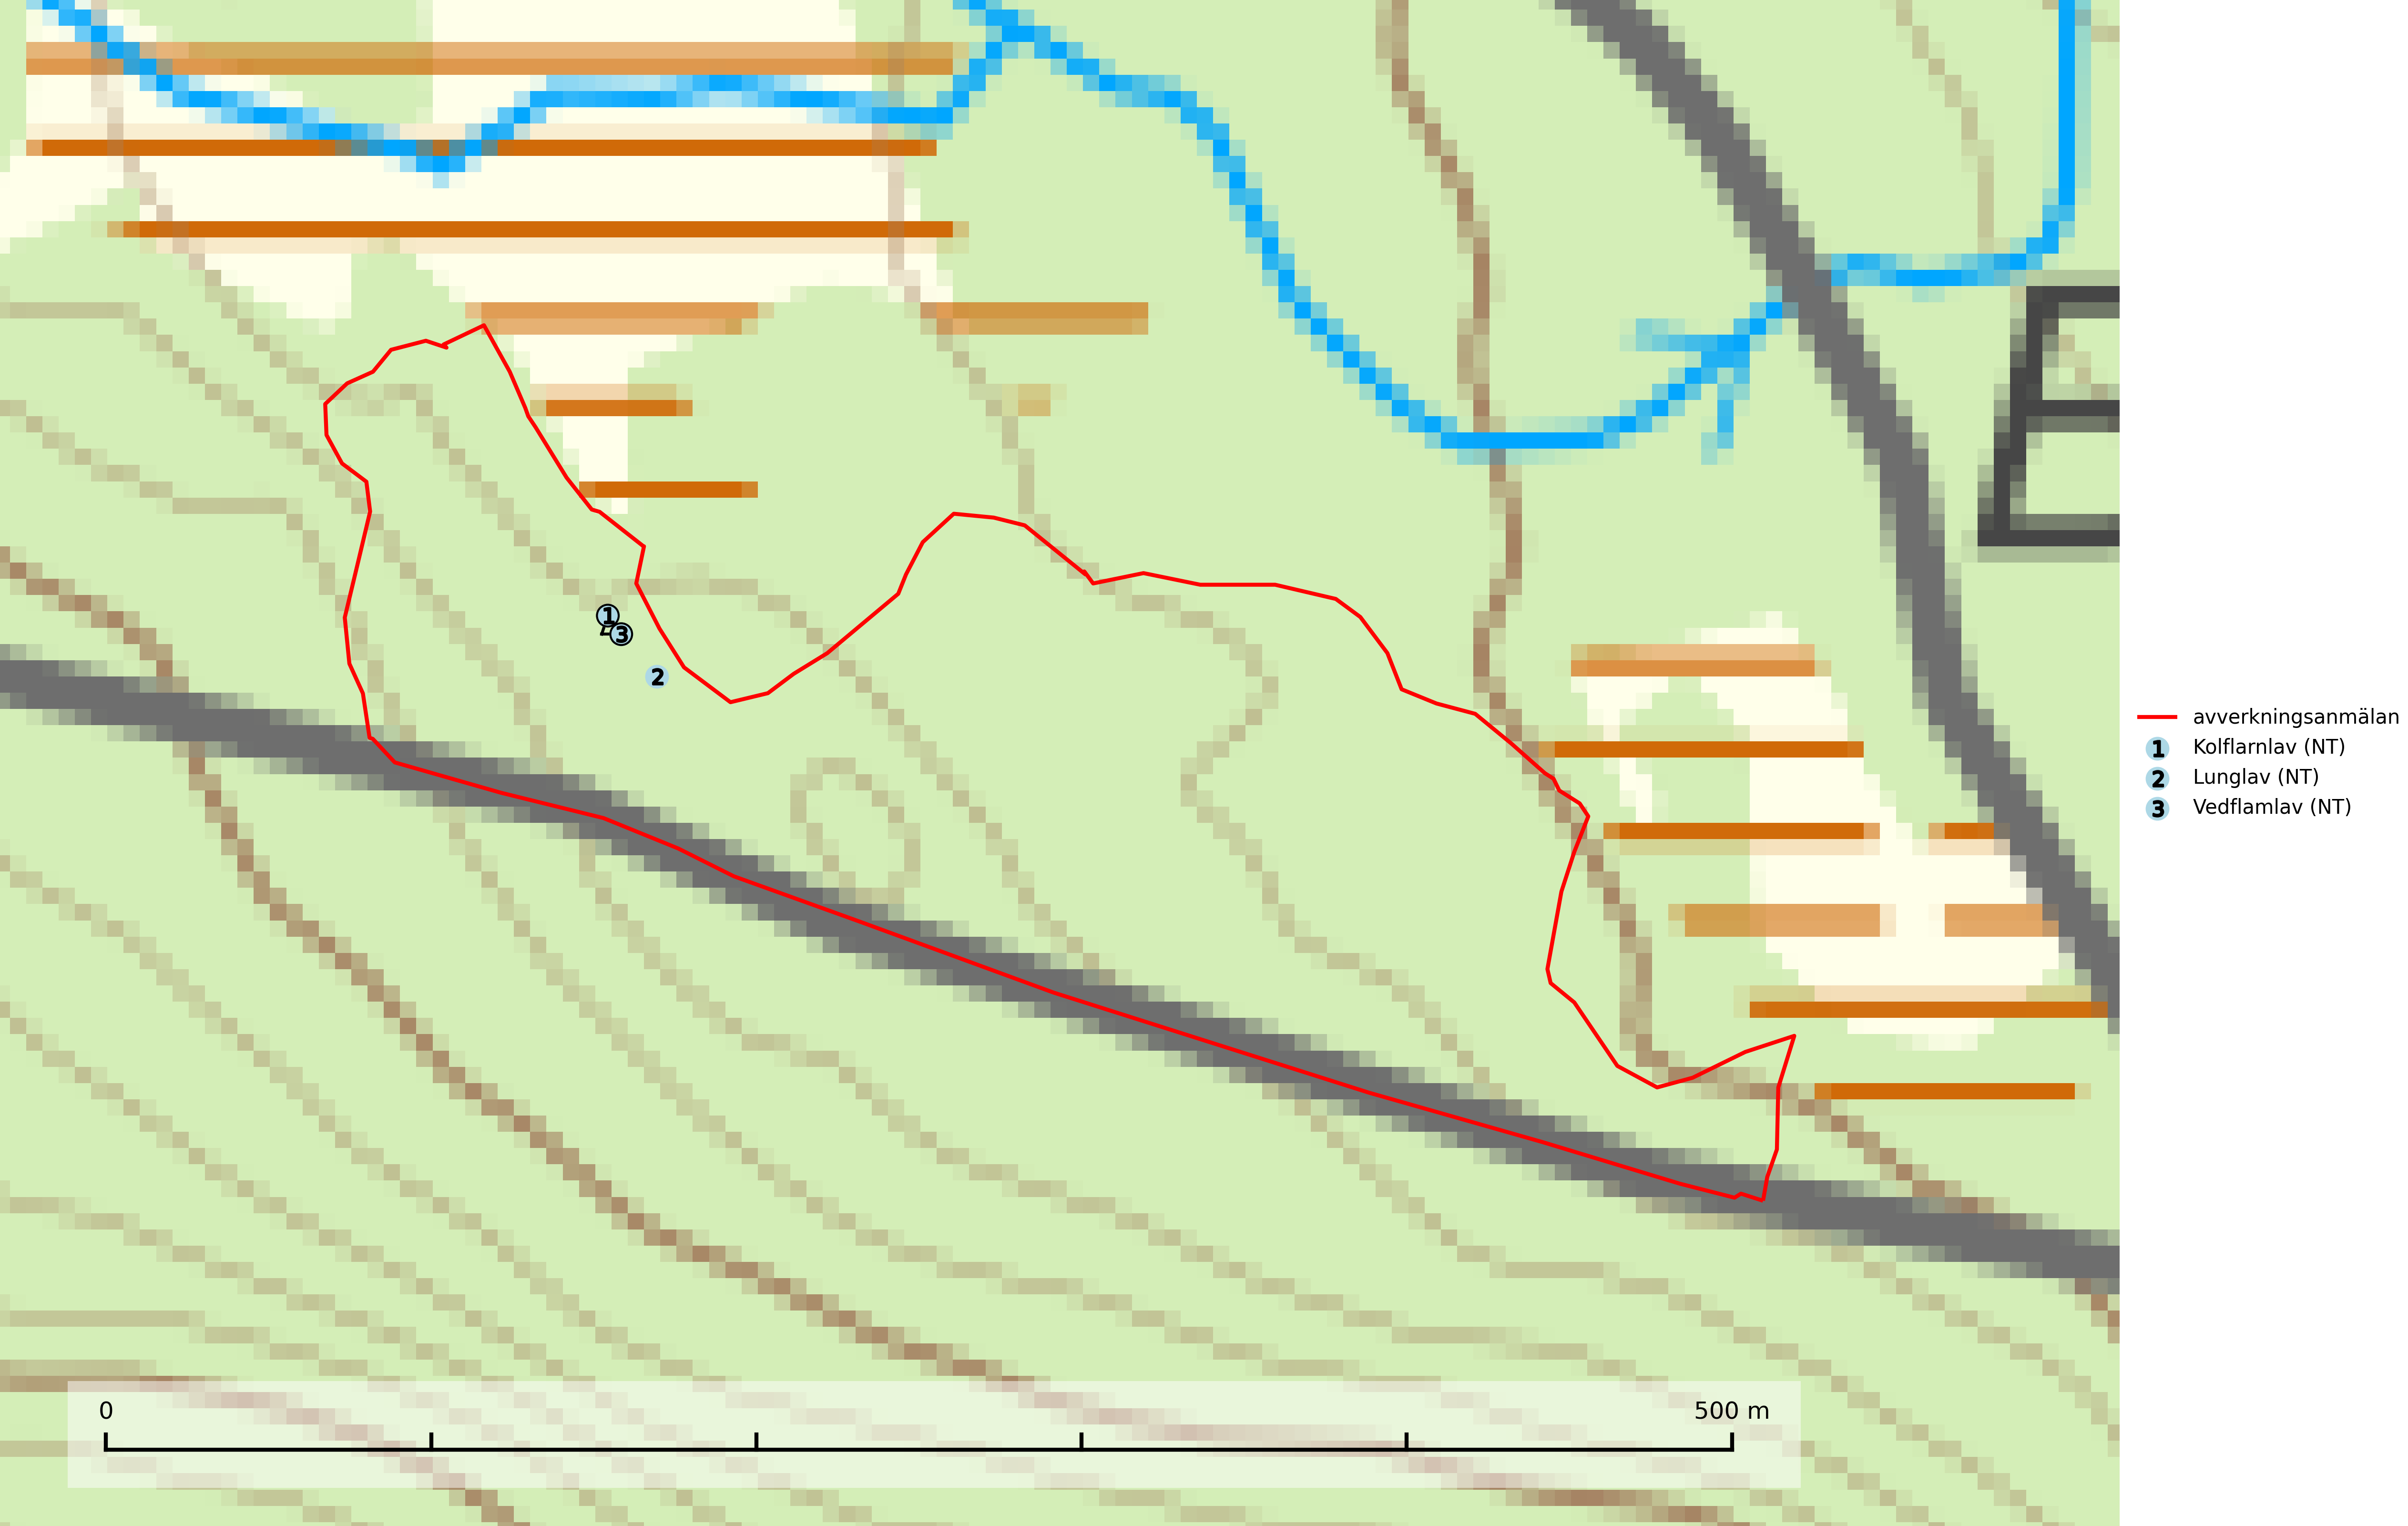 1
3
2
avverkningsanmälan
1 Kolflarnlav (NT)
2 Lunglav (NT)
3 Vedflamlav (NT)
0 500 m